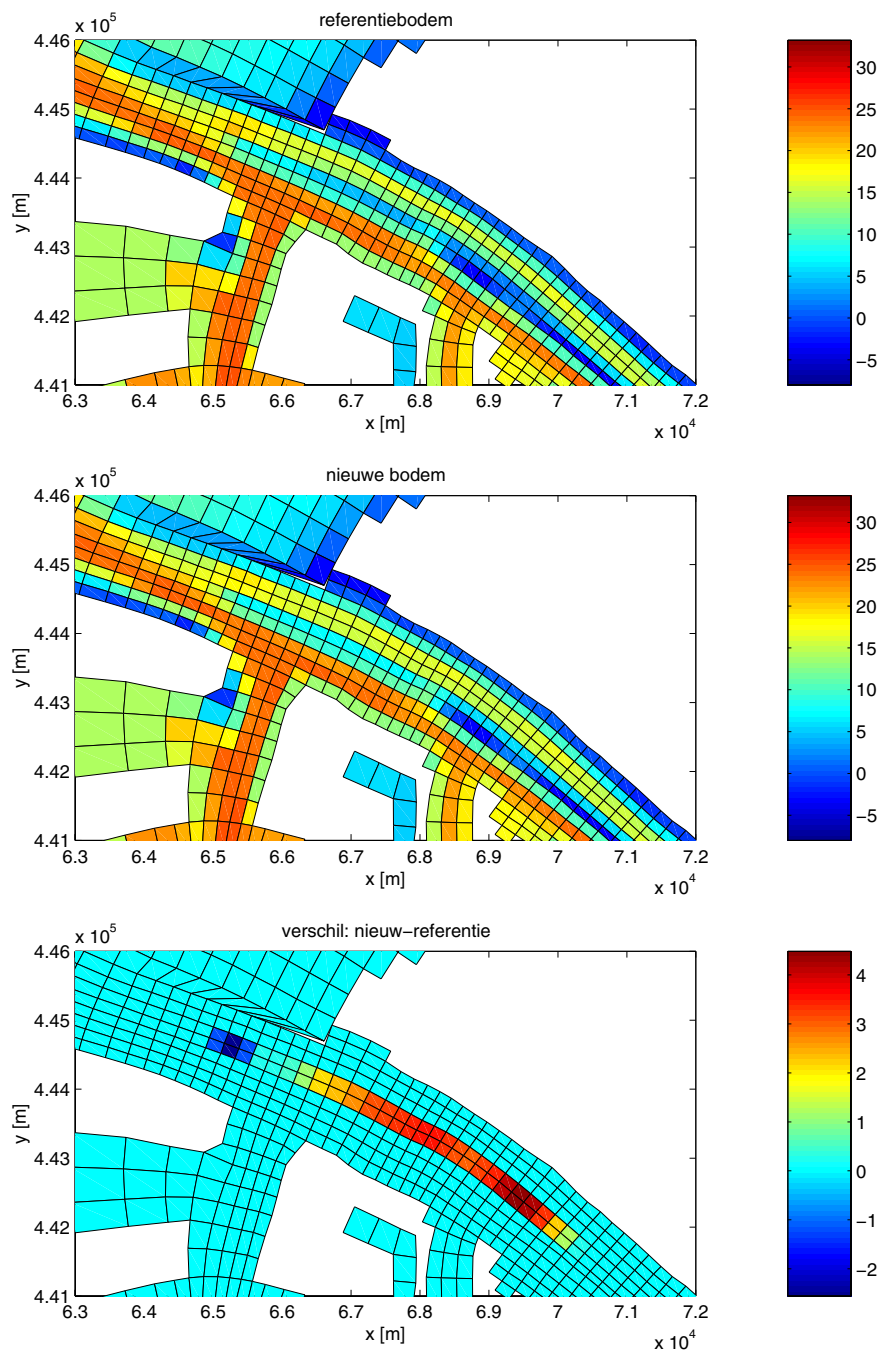 referentiebodem
x 10^5
4.46
4.45
4.44
4.43
4.42
4.41
y [m]
6.3 6.4 6.5 6.6 6.7 6.8 6.9 7 7.1 7.2
x [m]
x 10^4
30
25
20
15
10
5
0
−5
nieuwe bodem
x 10^5
4.46
4.45
4.44
4.43
4.42
4.41
y [m]
6.3 6.4 6.5 6.6 6.7 6.8 6.9 7 7.1 7.2
x [m]
x 10^4
30
25
20
15
10
5
0
−5
verschil: nieuw−referentie
x 10^5
4.46
4.45
4.44
4.43
4.42
4.41
y [m]
6.3 6.4 6.5 6.6 6.7 6.8 6.9 7 7.1 7.2
x [m]
x 10^4
4
3
2
1
0
−1
−2